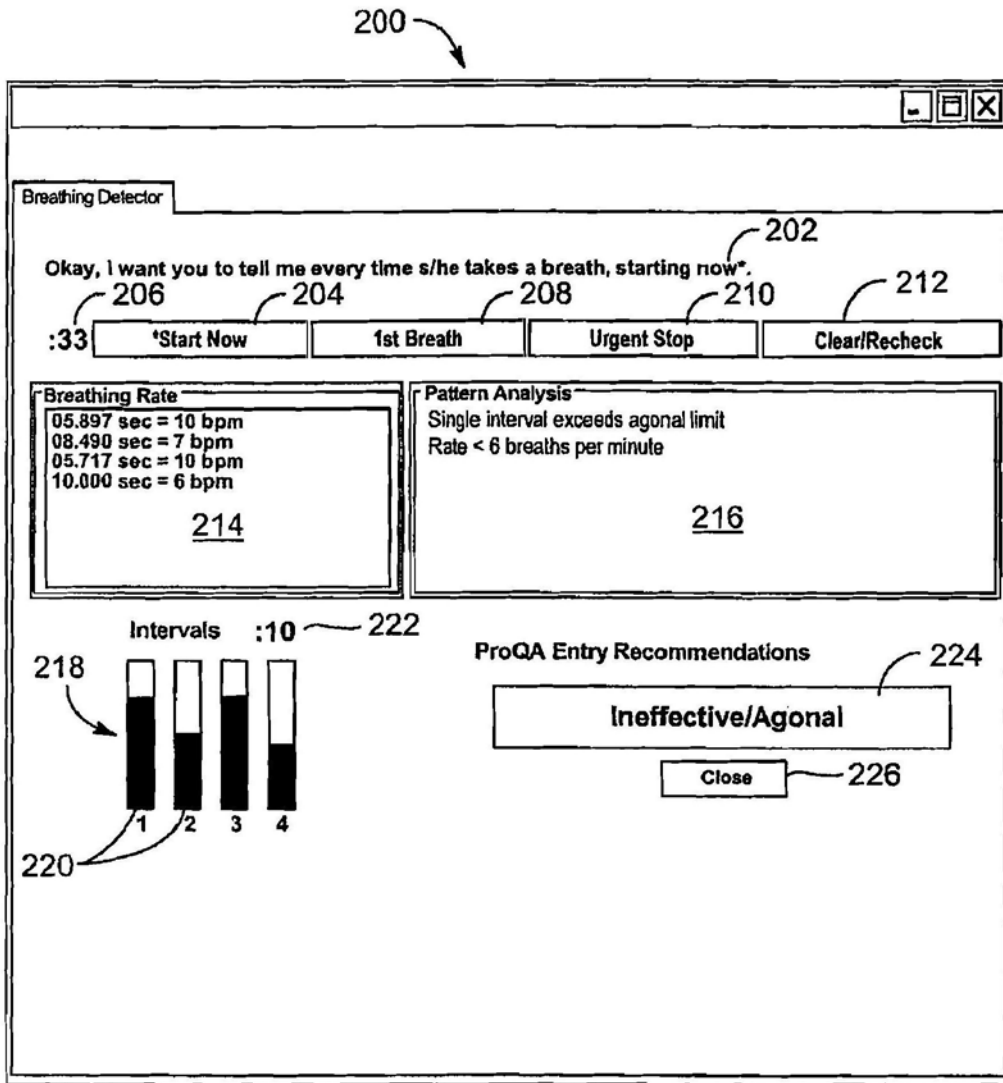 200
Breathing Detector
202
Okay, I want you to tell me every time s/he takes a breath, starting now*.
206 204 208 210 212
:33 *Start Now 1st Breath Urgent Stop Clear/Recheck
Breathing Rate
05.897 sec = 10 bpm
08.490 sec = 7 bpm
05.717 sec = 10 bpm
10.000 sec = 6 bpm
214
Pattern Analysis
Single interval exceeds agonal limit
Rate < 6 breaths per minute
216
Intervals :10 222
218
1 2 3 4
220
ProQA Entry Recommendations
224
Ineffective/Agonal
Close 226